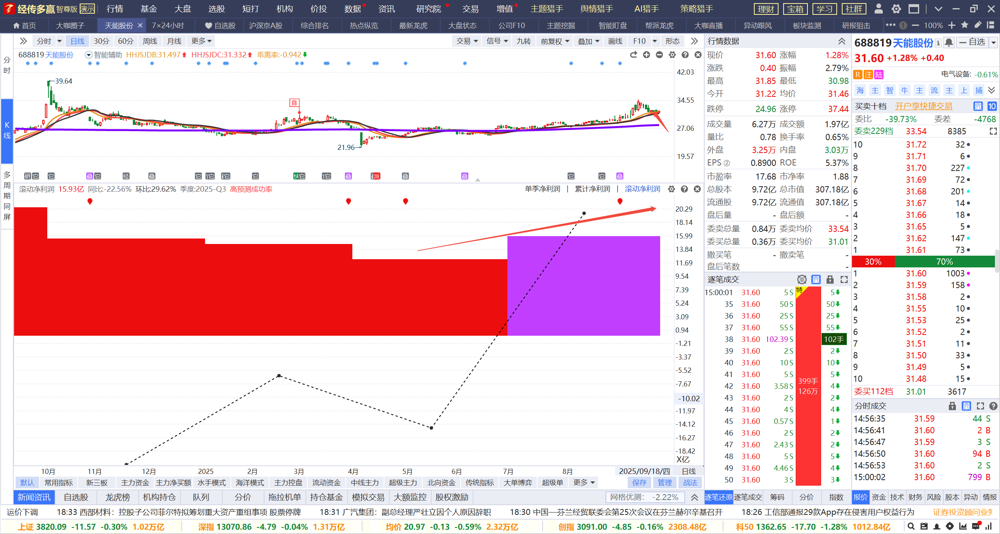 经传多赢 智尊版 演示 行情 基金 大盘 选股 短打 机构 价投 数据 资讯 研究院 交易 增值 主题猎手 舆情猎手 AI猎手 策略猎手 理财 宝箱 学习 社群
首页 大咖圈子 天能股份 7×24小时 自选股 沪深京A股 综合排名 热点纵览 最新龙虎 大盘状态 公司F10 主题挖掘 智能盯盘 帮派龙虎 大咖直播 异动跟风 板块监测 研报狙击 100%
分时 日线 30分 60分 周线 月线 更多 交易 信号 九转 前复权 叠加 画线 F10 形态
688819 天能股份 智能辅助 HHJSJDB:31.497 HHJSJDC:31.332 乖离率:-0.942
分时
K线
多周期同屏
39.64
自
21.96
42.03
34.55
27.06
19.57
研 它 它 叠 它 经 叠 它 它 它 它 它 它 叠 派 叠 叠 它 它 叠
滚动净利润 15.93亿 同比:-22.56% 环比:29.62% 季度:2025-Q3 高预测成功率 单季净利润 累计净利润 滚动净利润
20.29
18.14
15.99
13.84
11.69
9.54
7.39
5.24
3.09
0.94
-1.21
-3.37
-5.52
-7.67
-10.02
-11.97
-14.12
-16.27
-18.42
X亿
10月 11月 12月 2025 2月 3月 4月 5月 6月 7月 8月 2025/09/18/四 日线
默认 常用指标 新三板 主力资金 主力净买额 水手模式 海洋模式 主力控盘 流动资金 中线主力 超级主力 北向资金 传统指标 大单博弈 超级单 更多 保存 管理 战法
新闻资讯 自选股 龙虎榜 机构持仓 队列 分价 拖拉机单 持仓基金 模拟交易 大额监控 股权激励 网格优测: -2.22%
行情数据
现价 31.60 涨幅 1.28%
涨跌 0.40 振幅 2.79%
最高 31.85 最低 30.98
今开 31.22 均价 31.46
跌停 24.96 涨停 37.44
成交量 6.27万 成交额 1.97亿
量比 0.78 换手率 0.65%
外盘 3.25万 内盘 3.03万
EPS② 0.8900 ROE 5.37%
市盈率 17.68 市净率 1.88
总股本 9.72亿 总市值 307.18亿
流通股 9.72亿 流通值 307.18亿
盘后量 - 盘后额 -
委卖总量 0.84万 委卖均价 33.54
委买总量 0.36万 委买均价 31.01
撤买笔 - 撤卖笔 -
盘后笔数 -
逐笔成交 单 量
特
15:00:01 31.60 5 S 5
35 31.60 50 S 50
36 31.60 25 S 25
37 31.60 55 S 55
38 31.60 102.39 S 102手
39 31.60 2 S 2
40 31.60 10 S 10
41 31.60 5 S 5
42 31.60 3.58 S 4
43 31.60 2 S 2
44 31.60 4 S 4
45 31.60 0.57 S 1
46 31.60 2 S 2
47 31.60 2.43 S 2
48 31.60 5 S 5
49 31.60 4.46 S 4
50 31.60 3 S 3
399手
126万
逐笔还原 逐笔成交 筹码 分价 指数
688819 天能股份 自选
31.60 +1.28% +0.40
R 注 陆 电气设备: -0.61%
海 主 智 牛 主 流 主 上 捕
买卖十档 开户享快捷交易 量 10
委比 -39.73% 委差 -4768
委卖229档 33.54 8385
10 31.72 32
9 31.71 6
8 31.70 227
7 31.69 72
6 31.68 201
5 31.67 14
4 31.66 18
3 31.65 5
2 31.62 147
1 31.61 73
30% 70%
1 31.60 1003
2 31.59 158
3 31.58 2
4 31.55 10
5 31.53 25
6 31.52 2
7 31.51 11
8 31.50 33
9 31.49 5
10 31.48 15
委买112档 31.01 3617
分时成交 量
14:56:35 31.59 44 S
14:56:41 31.60 2 B
14:56:47 31.59 3 S
14:56:50 31.60 94 B
14:56:53 31.60 2 S
15:00:02 31.60 799 B
报价 资金 技术 财务 风险 股本 异动 情报
运价下调 18:33 西部材料：控股子公司菲尔特拟筹划重大资产重组事项 股票停牌 18:31 广汽集团：副总经理严壮立因个人原因辞职 18:30 中国—芬兰经贸联委会第25次会议在芬兰赫尔辛基召开 18:26 工信部通报29款App存在侵害用户权益行为 证券投资顾问业务
上证 3820.09 -11.57 -0.30% 1.02万亿 深指 13070.86 -4.79 -0.04% 1.31万亿 均价 20.97 -0.13 -0.59% 2.32万亿 创指 3091.00 -4.85 -0.16% 2308.48亿 科50 1362.65 -17.70 -1.28% 1012.84亿